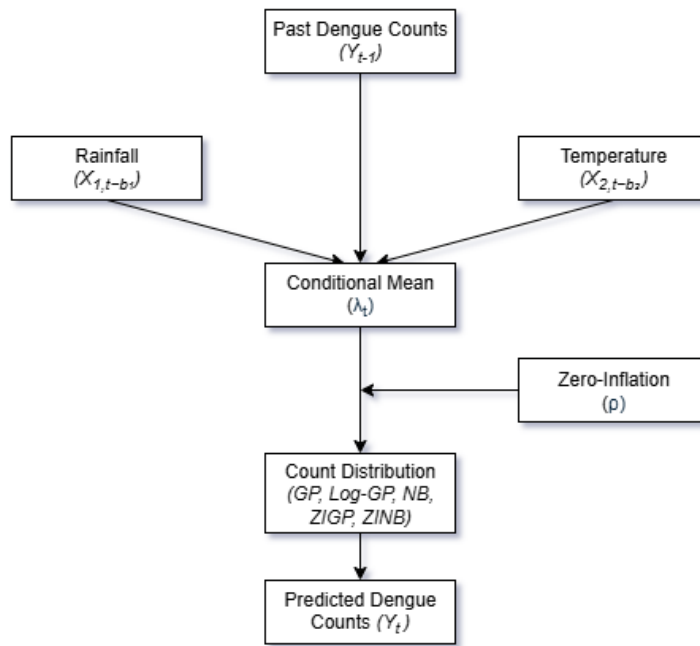 Past Dengue Counts
(Yₜ₋₁)
Rainfall
(X₁,ₜ₋b₁)
Temperature
(X₂,ₜ₋b₂)
Conditional Mean
(λₜ)
Zero-Inflation
(ρ)
Count Distribution
(GP, Log-GP, NB,
ZIGP, ZINB)
Predicted Dengue
Counts (Yₜ)